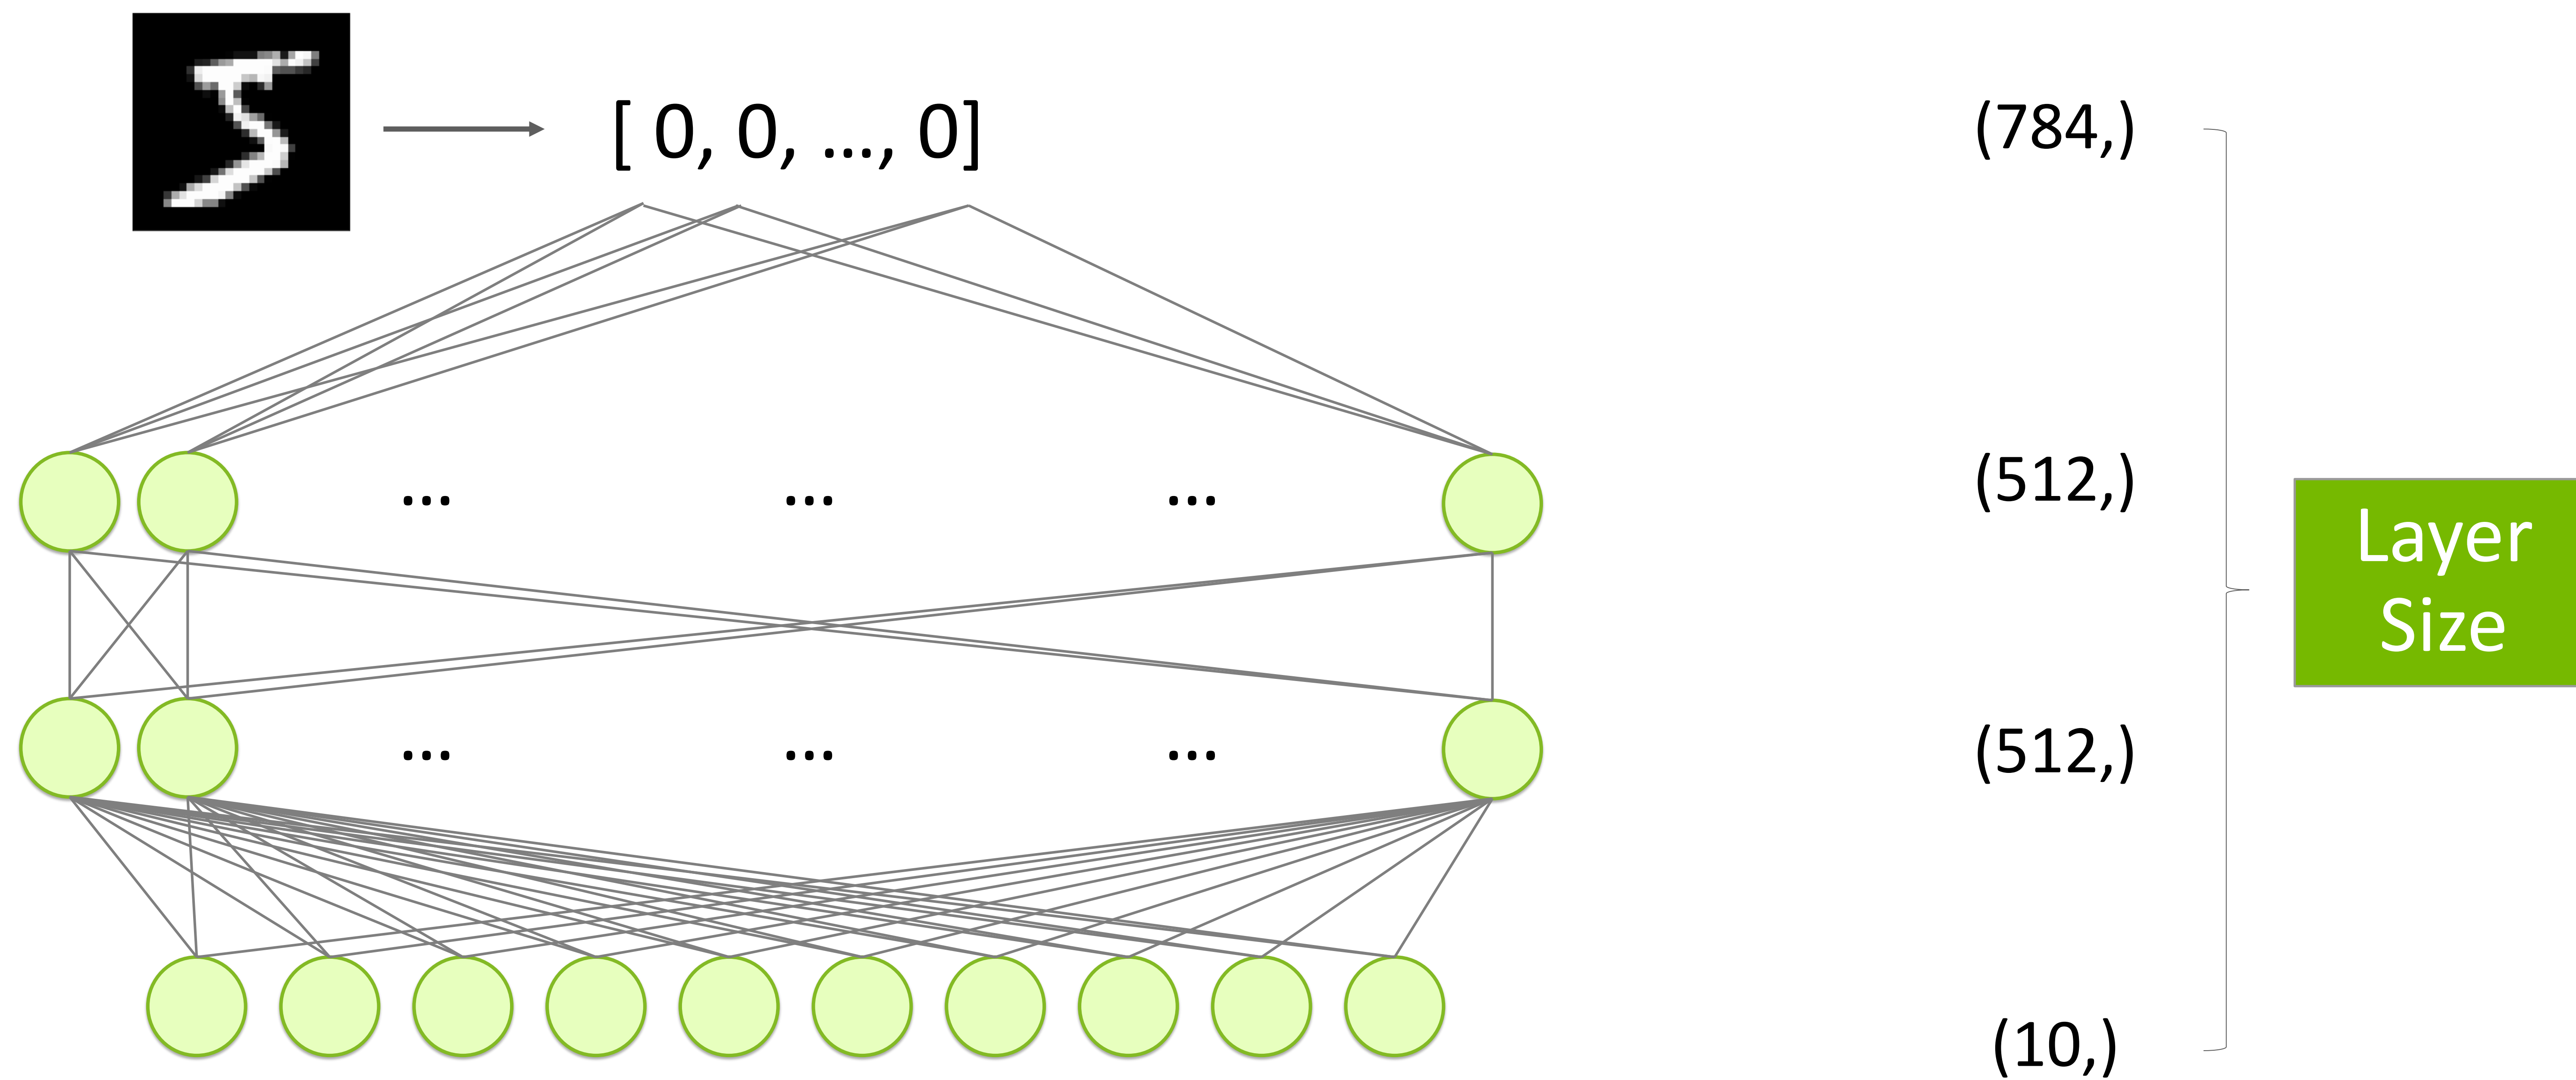 [ 0, 0, ..., 0]
(784,)
... ... ...
(512,)
Layer
Size
... ... ...
(512,)
(10,)